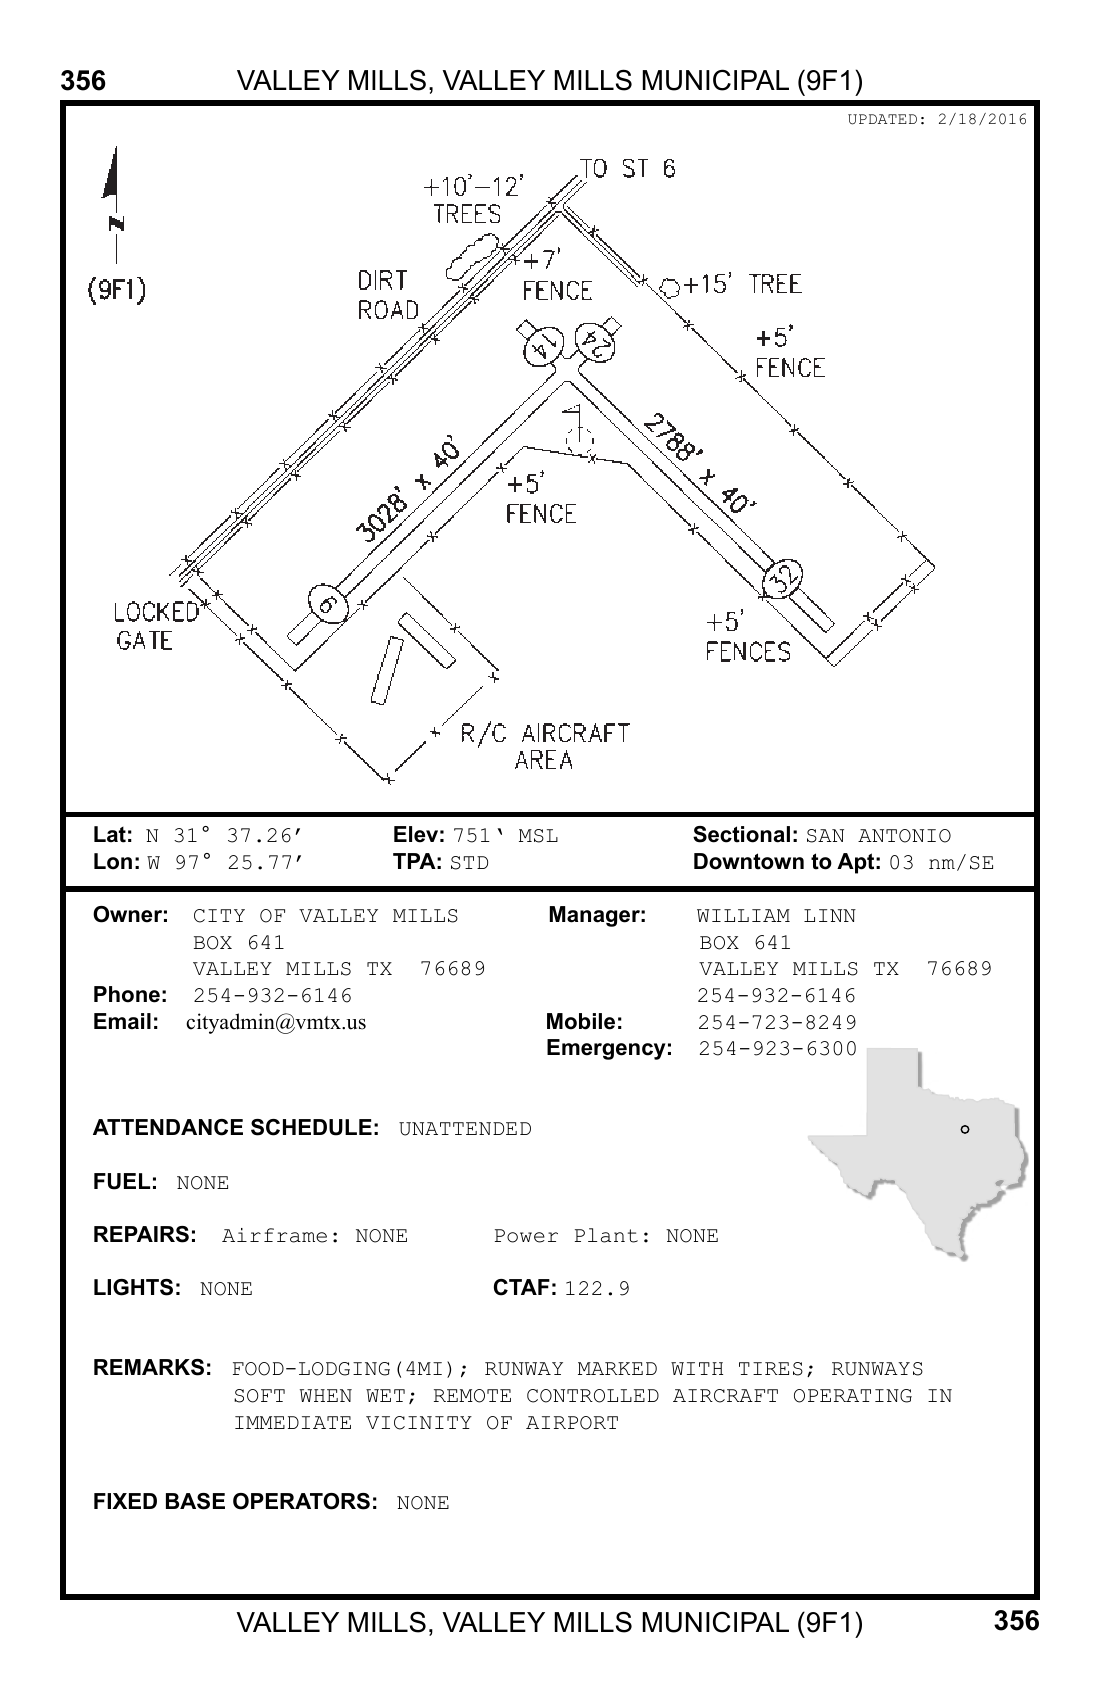 356 VALLEY MILLS, VALLEY MILLS MUNICIPAL (9F1)
UPDATED: 2/18/2016
N
(9F1)
TO ST 6
+10'-12'
TREES
+7'
FENCE
DIRT
ROAD
+15' TREE
+5'
FENCE
14
24
3028' x 40'
2788' x 40'
+5'
FENCE
6
32
LOCKED
GATE
+5'
FENCES
R/C AIRCRAFT
AREA
Lat: N 31° 37.26′ Elev: 751‘ MSL Sectional: SAN ANTONIO
Lon: W 97° 25.77′ TPA: STD Downtown to Apt: 03 nm/SE
Owner: CITY OF VALLEY MILLS Manager: WILLIAM LINN
BOX 641 BOX 641
VALLEY MILLS TX 76689 VALLEY MILLS TX 76689
Phone: 254-932-6146 254-932-6146
Email: cityadmin@vmtx.us Mobile: 254-723-8249
Emergency: 254-923-6300
ATTENDANCE SCHEDULE: UNATTENDED
FUEL: NONE
REPAIRS: Airframe: NONE Power Plant: NONE
LIGHTS: NONE CTAF: 122.9
REMARKS: FOOD-LODGING(4MI); RUNWAY MARKED WITH TIRES; RUNWAYS
SOFT WHEN WET; REMOTE CONTROLLED AIRCRAFT OPERATING IN
IMMEDIATE VICINITY OF AIRPORT
FIXED BASE OPERATORS: NONE
VALLEY MILLS, VALLEY MILLS MUNICIPAL (9F1) 356